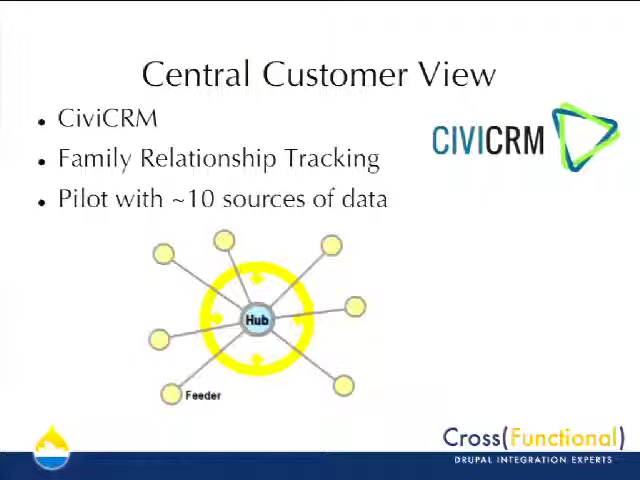 Central Customer View
• CiviCRM
• Family Relationship Tracking
• Pilot with ~10 sources of data
CIVICRM
Hub
Feeder
Cross(Functional)
DRUPAL INTEGRATION EXPERTS